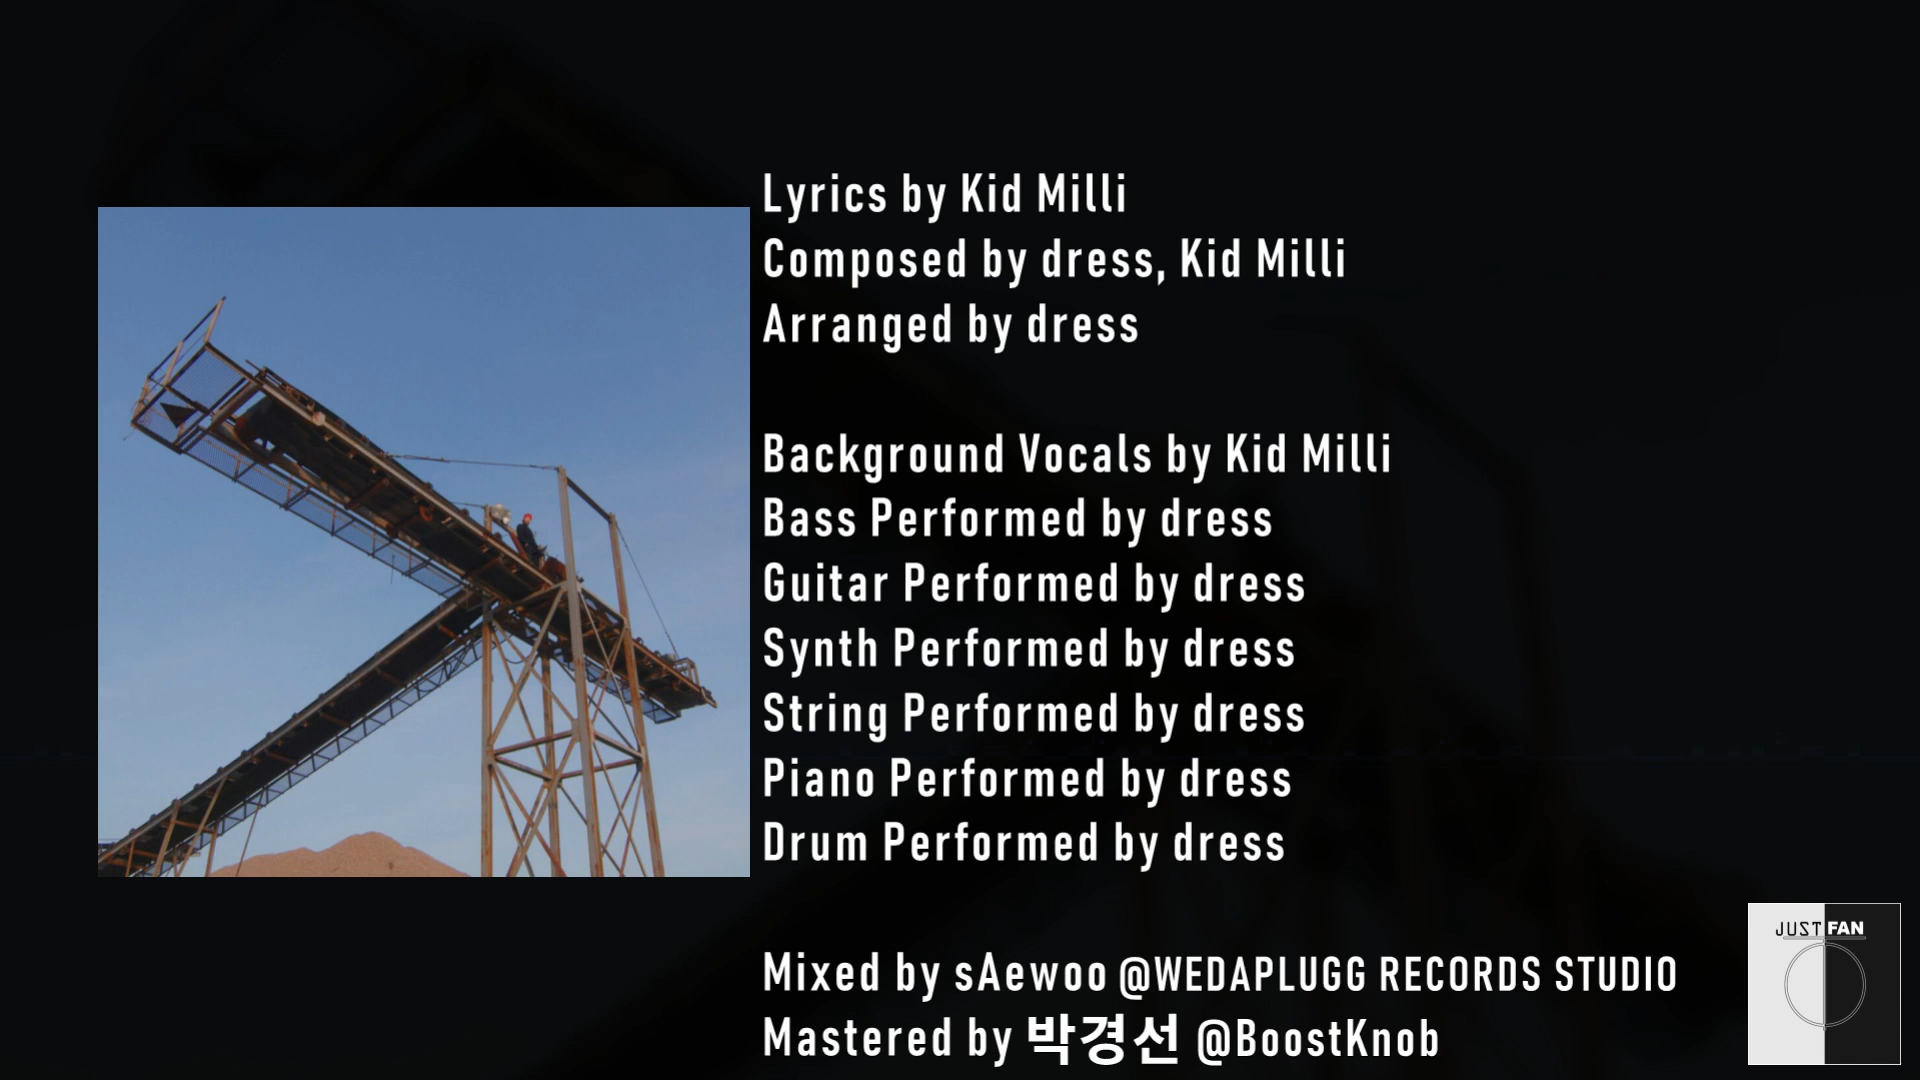 Lyrics by Kid Milli
Composed by dress, Kid Milli
Arranged by dress
Background Vocals by Kid Milli
Bass Performed by dress
Guitar Performed by dress
Synth Performed by dress
String Performed by dress
Piano Performed by dress
Drum Performed by dress
Mixed by sAewoo @WEDAPLUGG RECORDS STUDIO
Mastered by 박경선 @BoostKnob
JUST FAN